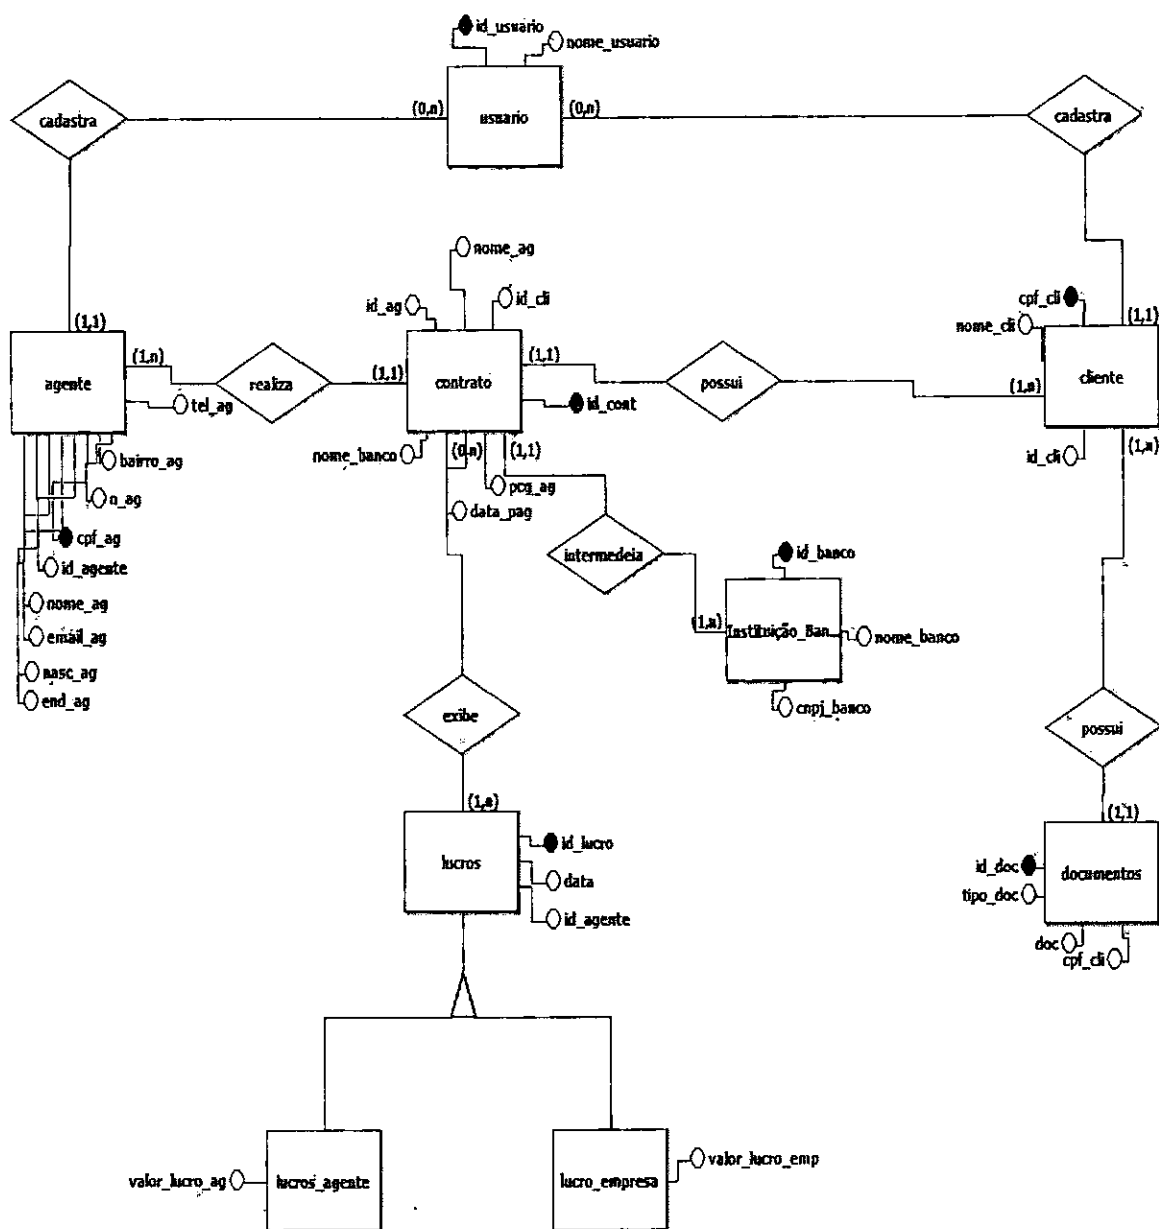 id_usuario
nome_usuario
(0,n)
usuario
(0,n)
cadastra
cadastra
nome_ag
id_ag
id_cli
cpf_cli
nome_cli
(1,1)
(1,1)
agente
(1,n)
realiza
(1,1)
contrato
(1,1)
possui
(1,n)
cliente
tel_ag
id_cont
nome_banco
(0,n)
(1,1)
id_cli
(1,n)
bairro_ag
n_ag
pcg_ag
data_pag
cpf_ag
id_agente
intermedeia
id_banco
nome_ag
email_ag
(1,n)
Instituição_Ban
nome_banco
nasc_ag
end_ag
cnpj_banco
exibe
possui
(1,n)
(1,1)
lucros
id_lucro
data
id_agente
id_doc
tipo_doc
documentos
doc
cpf_cli
valor_lucro_ag
lucros_agente
lucro_empresa
valor_lucro_emp